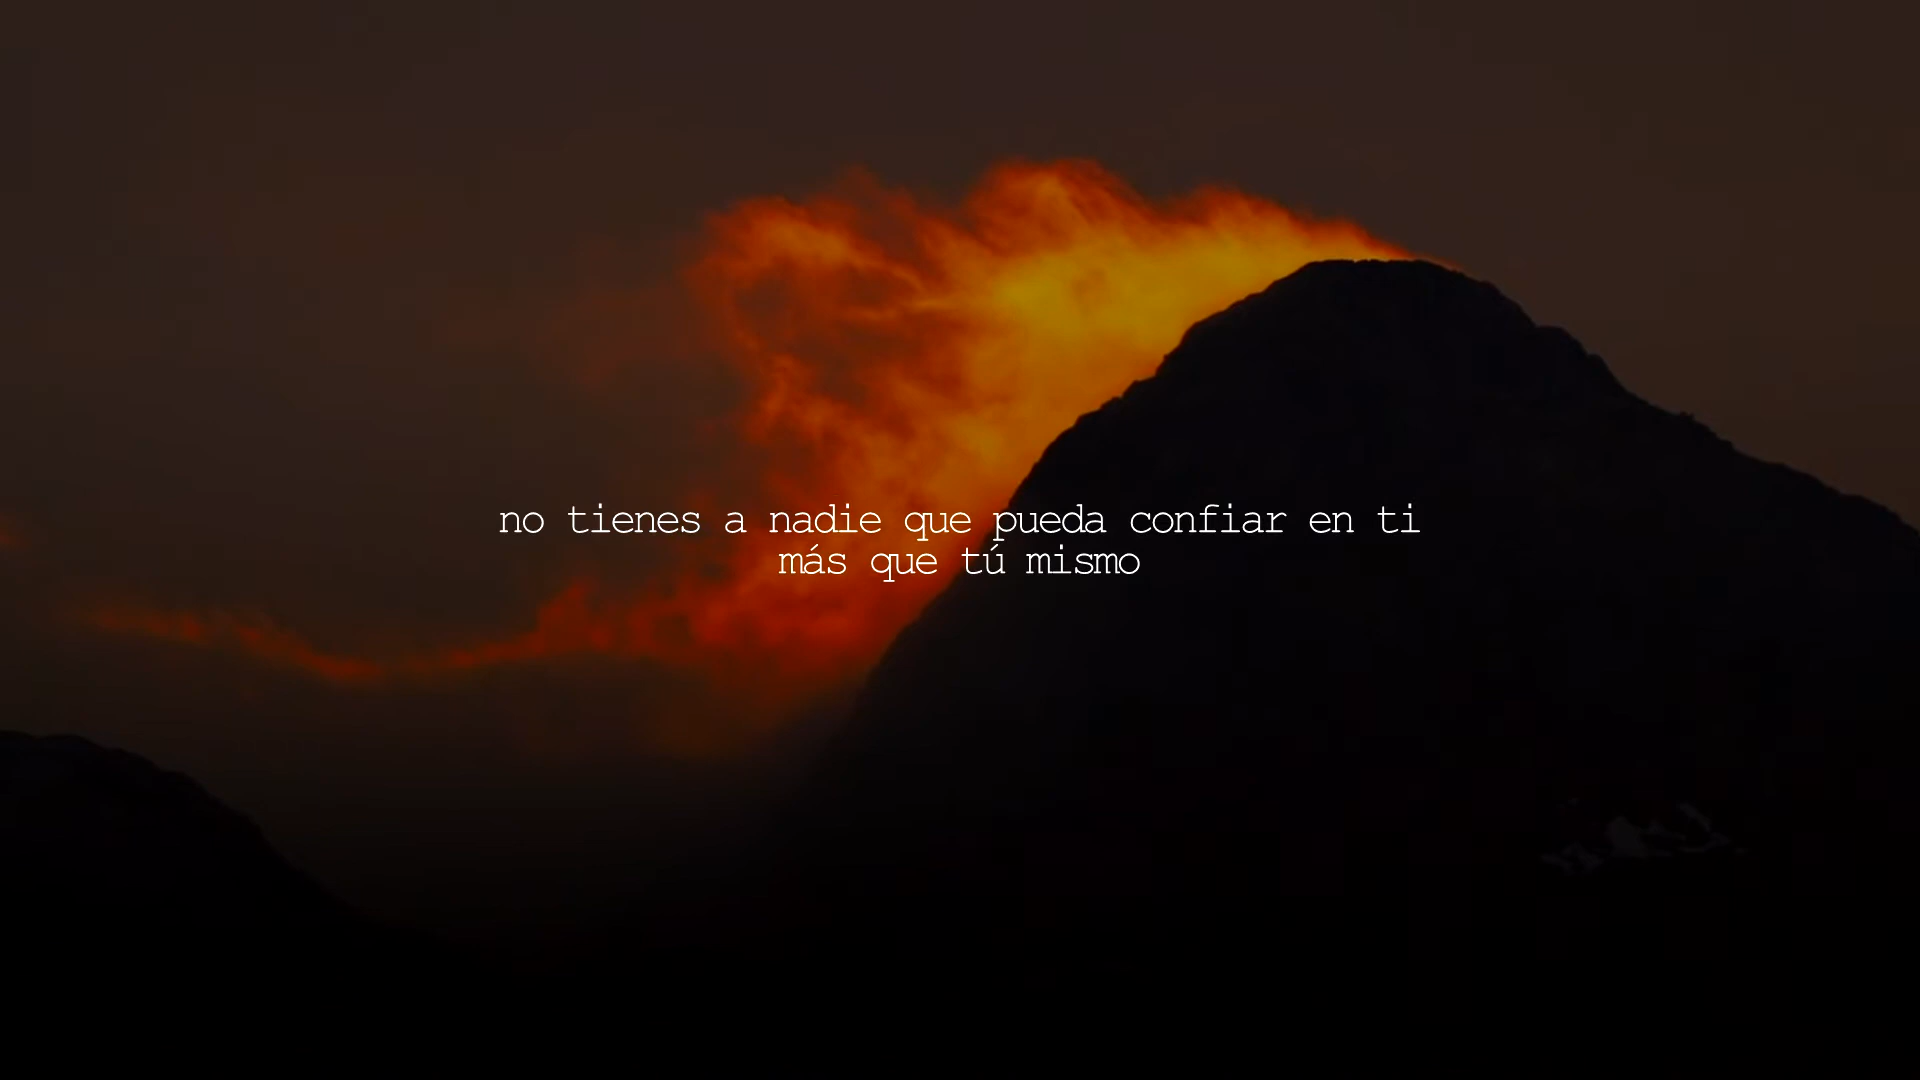 no tienes a nadie que pueda confiar en ti
más que tú mismo